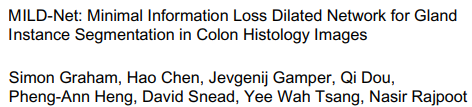 MILD-Net: Minimal Information Loss Dilated Network for Gland
Instance Segmentation in Colon Histology Images
Simon Graham, Hao Chen, Jevgenij Gamper, Qi Dou,
Pheng-Ann Heng, David Snead, Yee Wah Tsang, Nasir Rajpoot